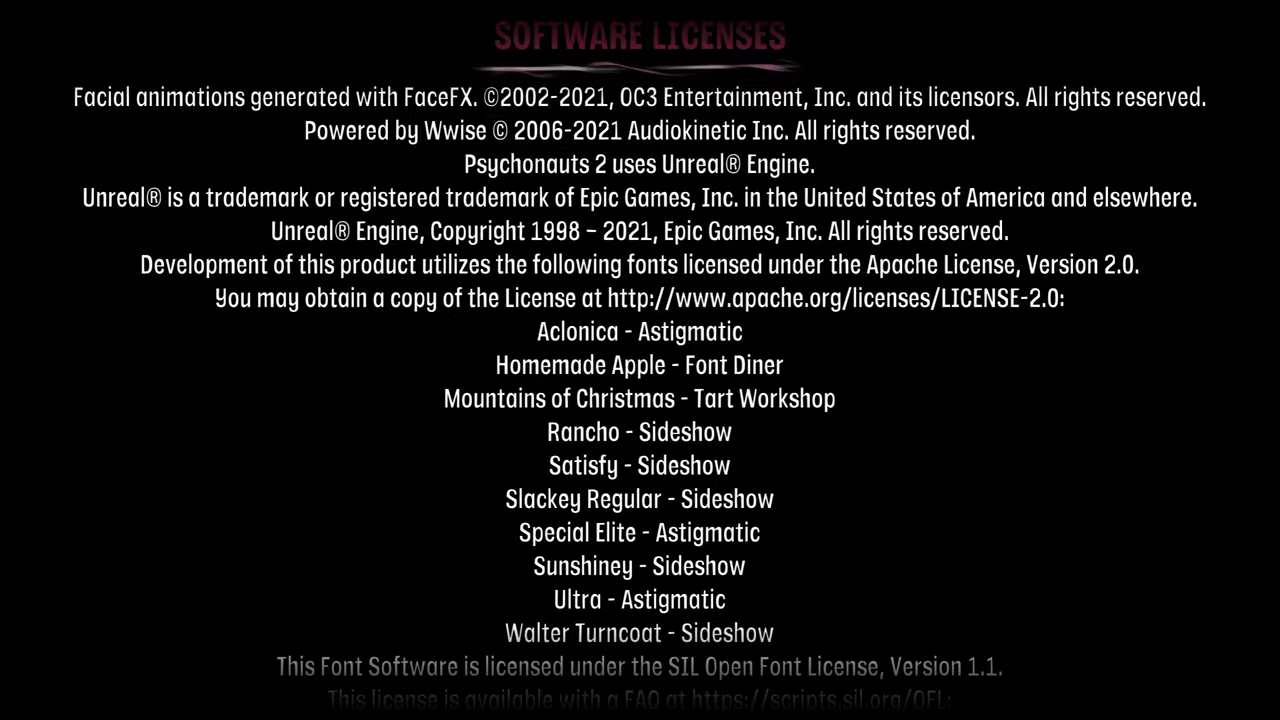 SOFTWARE LICENSES
Facial animations generated with FaceFX. ©2002-2021, OC3 Entertainment, Inc. and its licensors. All rights reserved.
Powered by Wwise © 2006-2021 Audiokinetic Inc. All rights reserved.
Psychonauts 2 uses Unreal® Engine.
Unreal® is a trademark or registered trademark of Epic Games, Inc. in the United States of America and elsewhere.
Unreal® Engine, Copyright 1998 – 2021, Epic Games, Inc. All rights reserved.
Development of this product utilizes the following fonts licensed under the Apache License, Version 2.0.
You may obtain a copy of the License at http://www.apache.org/licenses/LICENSE-2.0:
Aclonica - Astigmatic
Homemade Apple - Font Diner
Mountains of Christmas - Tart Workshop
Rancho - Sideshow
Satisfy - Sideshow
Slackey Regular - Sideshow
Special Elite - Astigmatic
Sunshiney - Sideshow
Ultra - Astigmatic
Walter Turncoat - Sideshow
This Font Software is licensed under the SIL Open Font License, Version 1.1.
This license is available with a FAQ at https://scripts.sil.org/OFL: